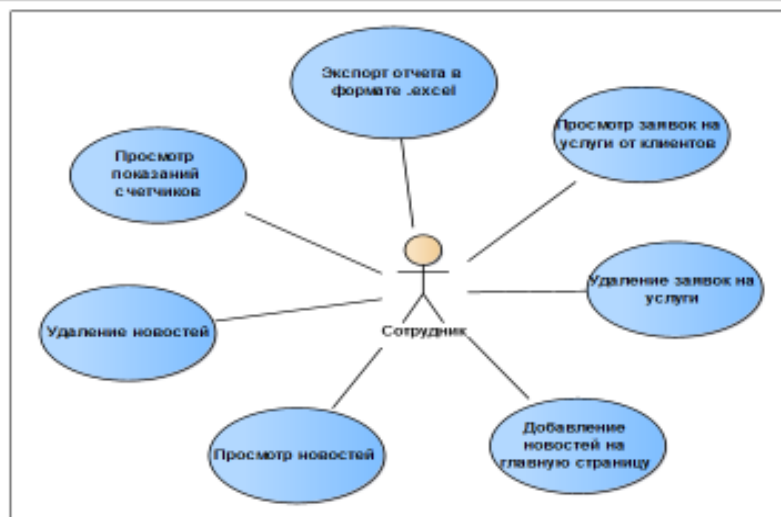 Экспорт отчета в
формате .excel
Просмотр заявок на
услуги от клиентов
Просмотр
показаний
счетчиков
Удаление заявок на
услуги
Удаление новостей
Сотрудник
Просмотр новостей
Добавление
новостей на
главную страницу